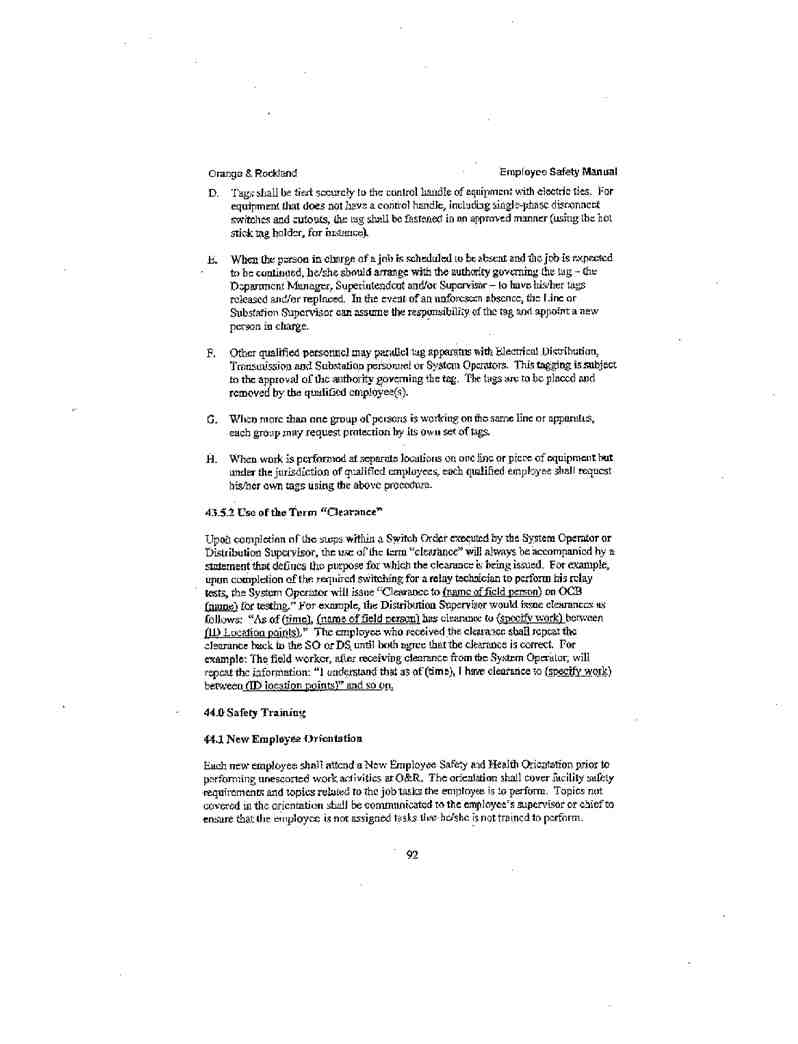 Orange & Rockland Employee Safety Manual
D. Tags shall be tied securely to the control handle of equipment with electric ties. For
equipment that does not have a control handle, including single-phase disconnect
switches and cutouts, the tag shall be fastened in an approved manner (using the hot
stick tag holder, for instance).
E. When the person in charge of a job is scheduled to be absent and the job is expected
to be continued, he/she should arrange with the authority governing the tag – the
Department Manager, Superintendent and/or Supervisor – to have his/her tags
released and/or replaced. In the event of an unforeseen absence, the Line or
Substation Supervisor can assume the responsibility of the tag and appoint a new
person in charge.
F. Other qualified personnel may parallel tag apparatus with Electrical Distribution,
Transmission and Substation personnel or System Operators. This tagging is subject
to the approval of the authority governing the tag. The tags are to be placed and
removed by the qualified employee(s).
G. When more than one group of persons is working on the same line or apparatus,
each group may request protection by its own set of tags.
H. When work is performed at separate locations on one line or piece of equipment but
under the jurisdiction of qualified employees, each qualified employee shall request
his/her own tags using the above procedure.
43.5.2 Use of the Term “Clearance”
Upon completion of the steps within a Switch Order executed by the System Operator or
Distribution Supervisor, the use of the term “clearance” will always be accompanied by a
statement that defines the purpose for which the clearance is being issued. For example,
upon completion of the required switching for a relay technician to perform his relay
tests, the System Operator will issue “Clearance to (name of field person) on OCB
(name) for testing.” For example, the Distribution Supervisor would issue clearances as
follows: “As of (time), (name of field person) has clearance to (specify work) between
(ID Location points).” The employee who received the clearance shall repeat the
clearance back to the SO or DS until both agree that the clearance is correct. For
example: The field worker, after receiving clearance from the System Operator, will
repeat the information: “I understand that as of (time), I have clearance to (specify work)
between (ID location points)” and so on.
44.0 Safety Training
44.1 New Employee Orientation
Each new employee shall attend a New Employee Safety and Health Orientation prior to
performing unescorted work activities at O&R. The orientation shall cover facility safety
requirements and topics related to the job tasks the employee is to perform. Topics not
covered in the orientation shall be communicated to the employee's supervisor or chief to
ensure that the employee is not assigned tasks that he/she is not trained to perform.
92